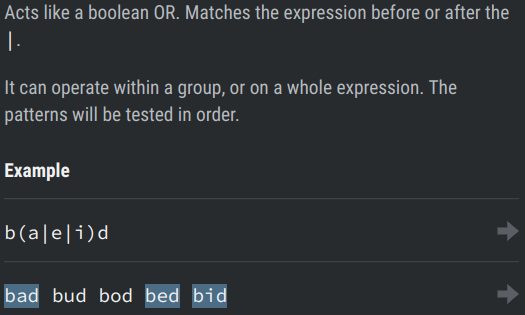 Acts like a boolean OR. Matches the expression before or after the
|.
It can operate within a group, or on a whole expression. The
patterns will be tested in order.
Example
b(a|e|i)d
bad bud bod bed bid